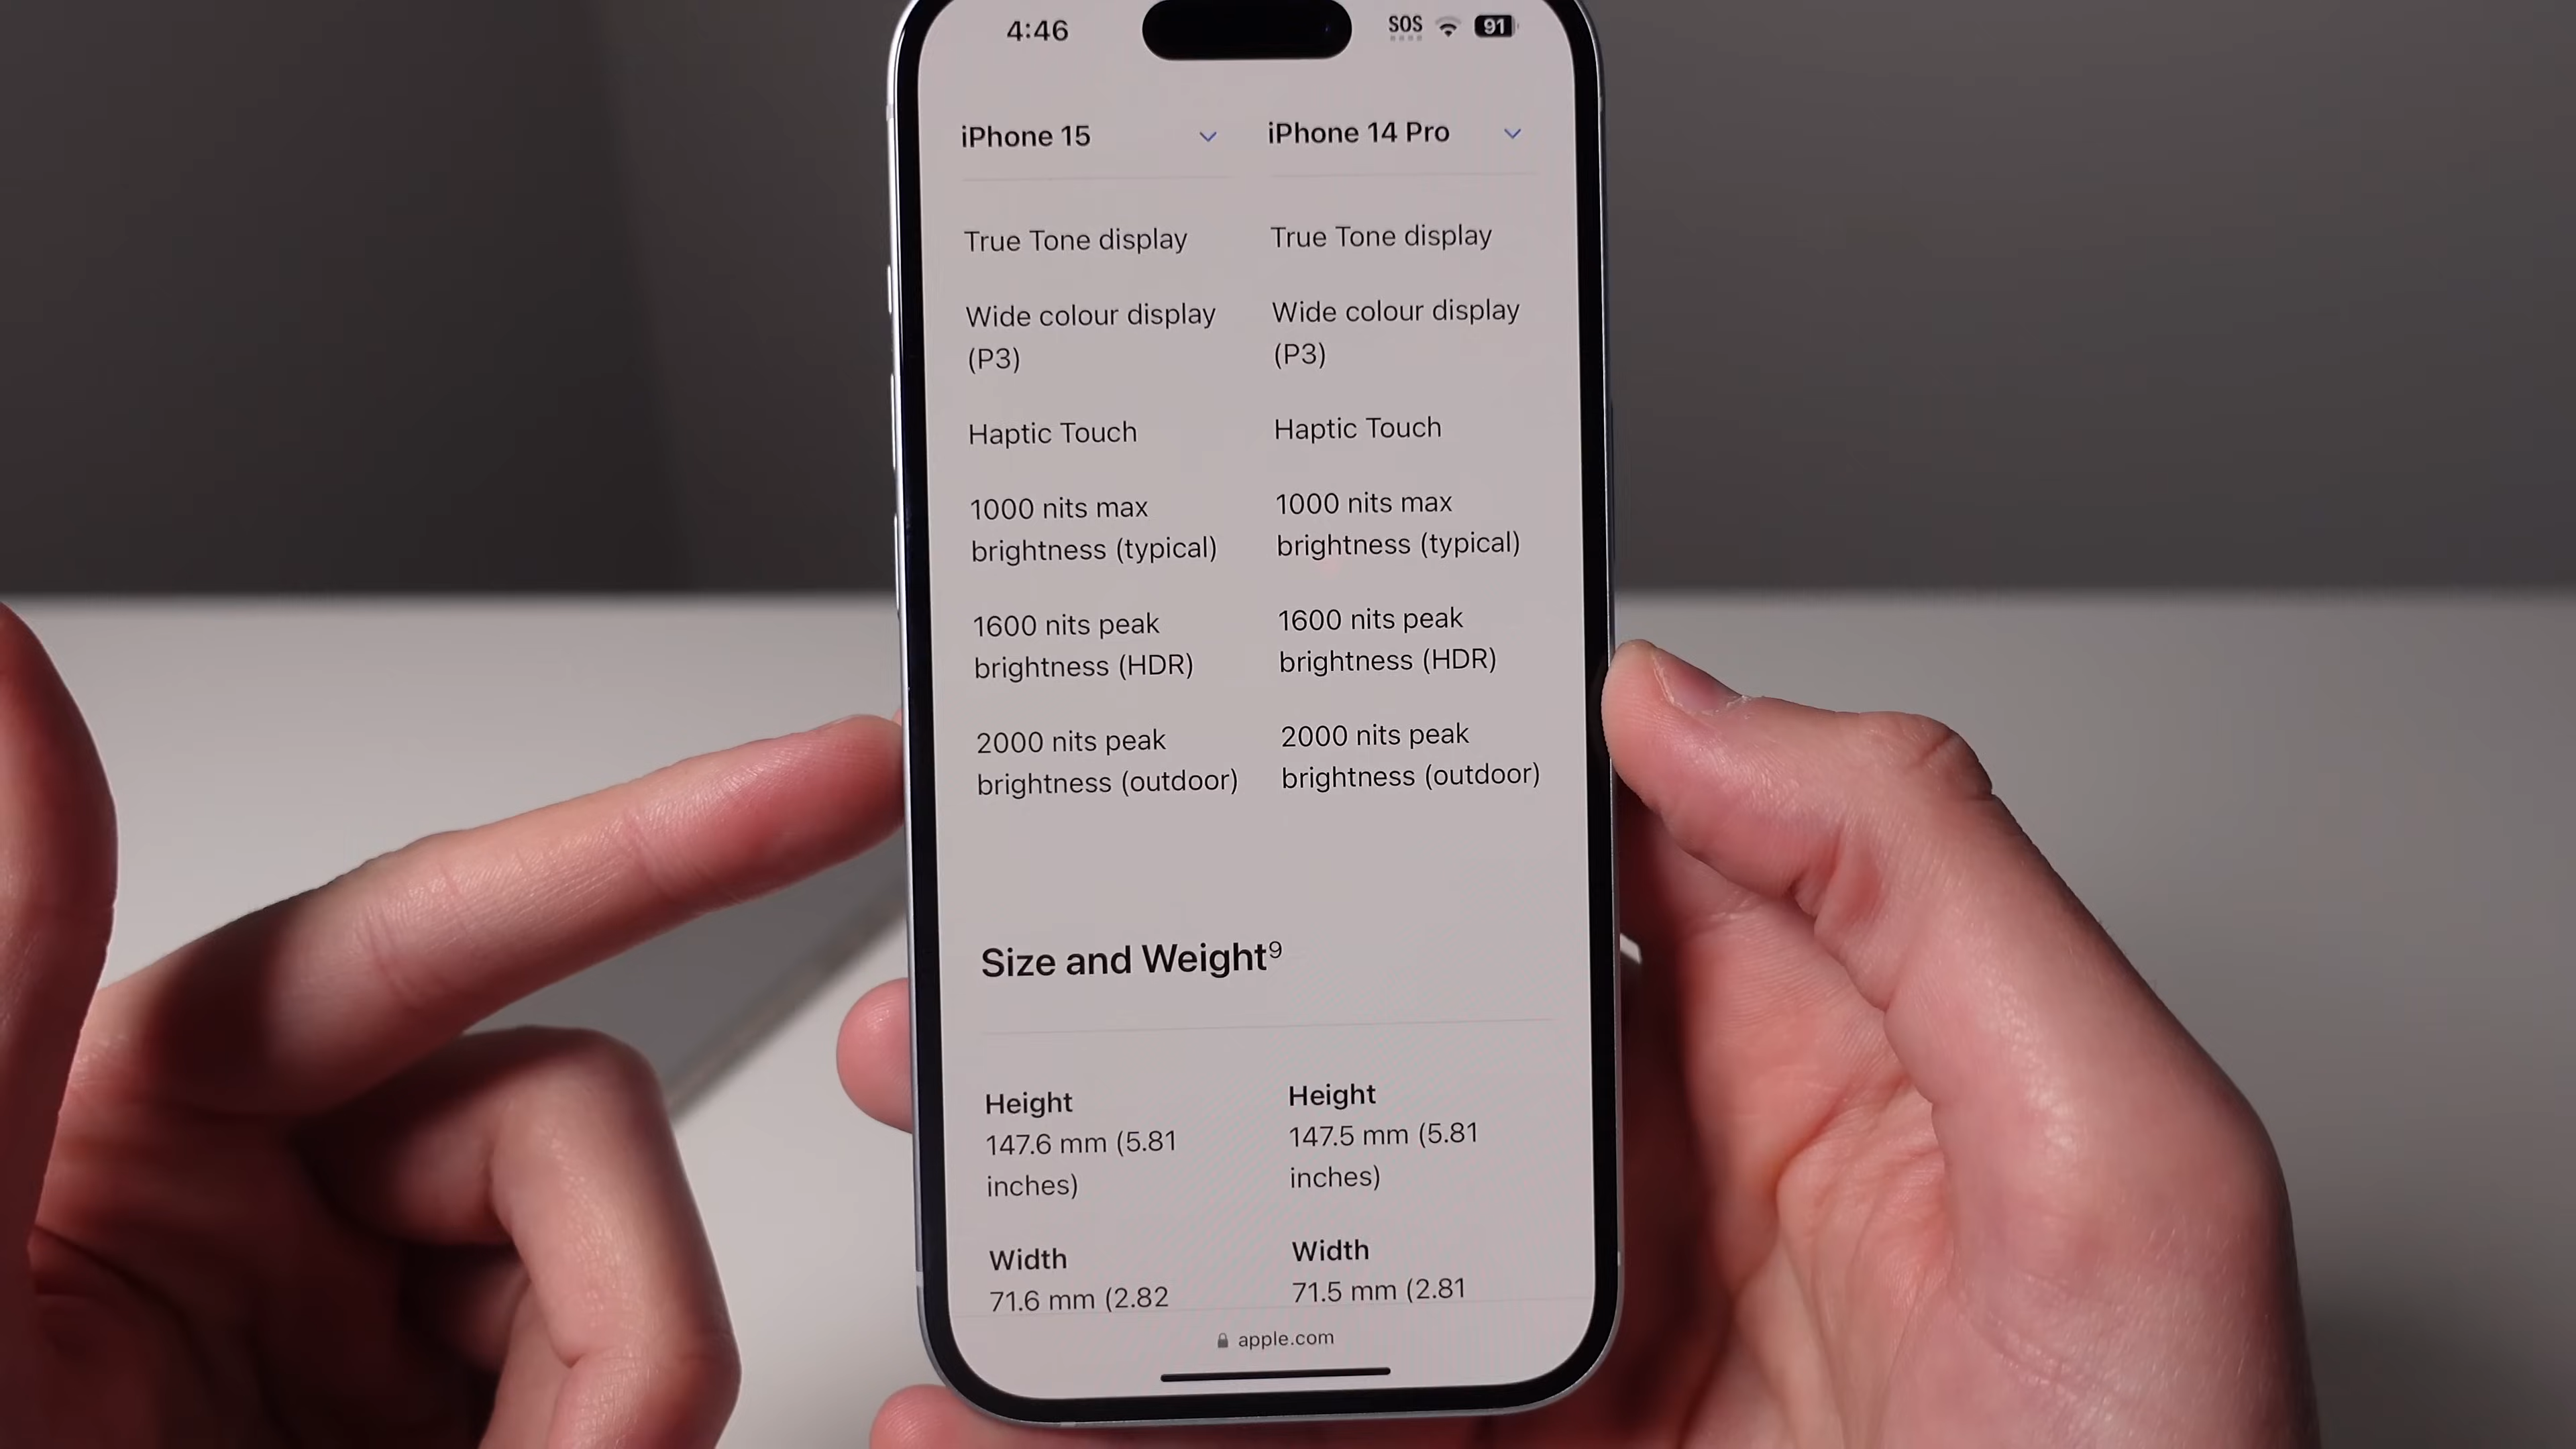 4:46
SOS
91
iPhone 15
iPhone 14 Pro
True Tone display
True Tone display
Wide colour display
(P3)
Wide colour display
(P3)
Haptic Touch
Haptic Touch
1000 nits max
brightness (typical)
1000 nits max
brightness (typical)
1600 nits peak
brightness (HDR)
1600 nits peak
brightness (HDR)
2000 nits peak
brightness (outdoor)
2000 nits peak
brightness (outdoor)
Size and Weight⁹
Height
147.6 mm (5.81
inches)
Height
147.5 mm (5.81
inches)
Width
71.6 mm (2.82
Width
71.5 mm (2.81
apple.com